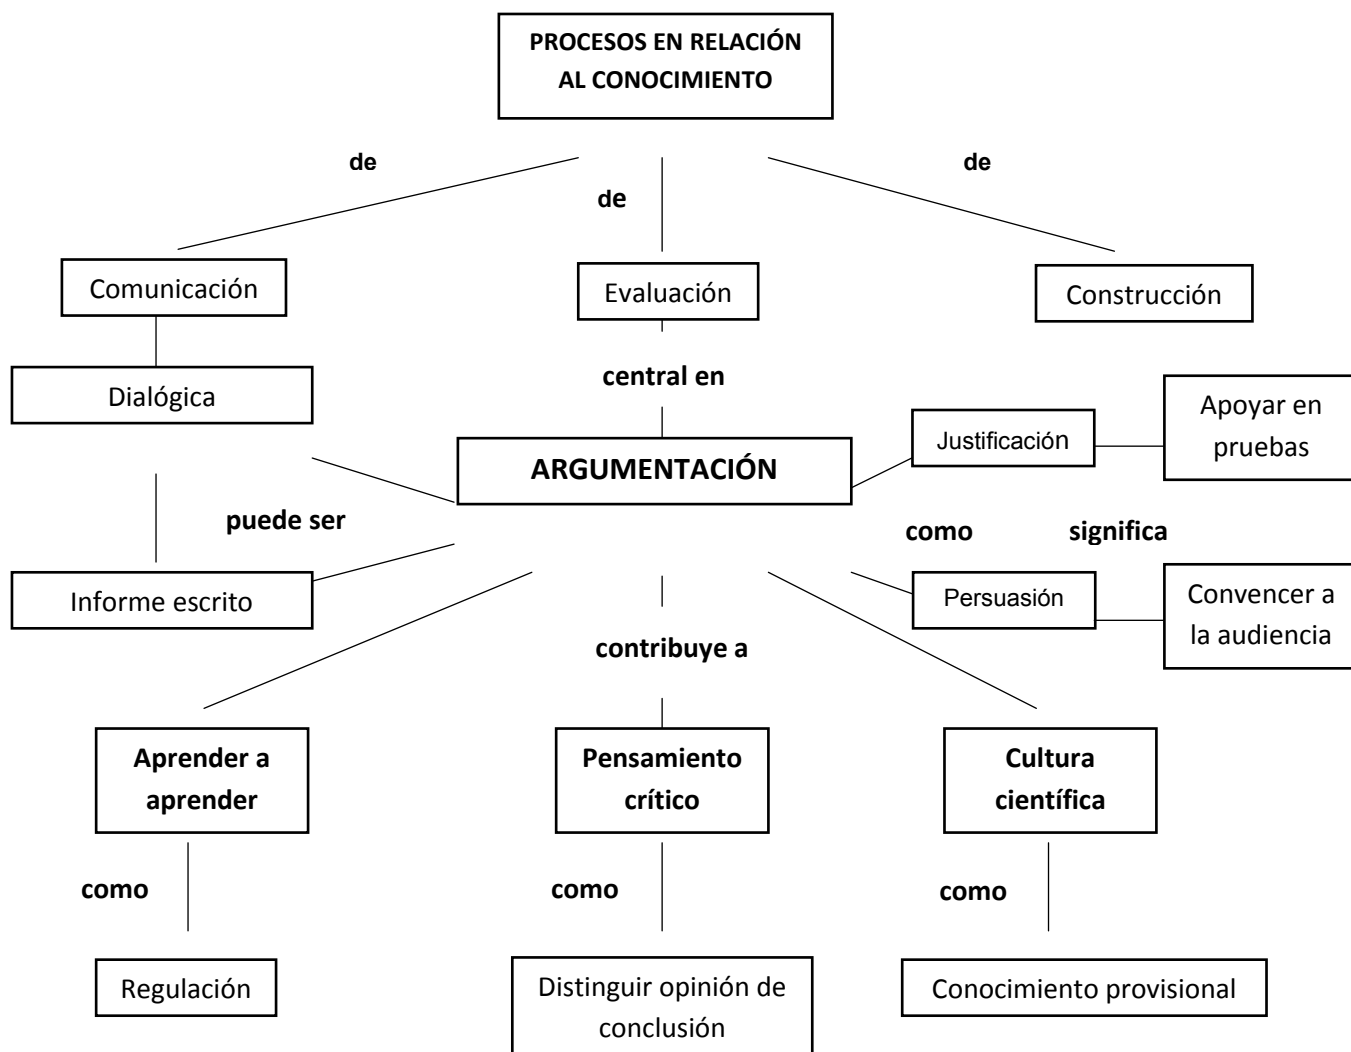 PROCESOS EN RELACIÓN
AL CONOCIMIENTO
de
de
de
Comunicación
Evaluación
Construcción
Dialógica
central en
Justificación
Apoyar en
pruebas
ARGUMENTACIÓN
puede ser
como
significa
Informe escrito
Persuasión
Convencer a
la audiencia
contribuye a
Aprender a
aprender
Pensamiento
crítico
Cultura
científica
como
como
como
Regulación
Distinguir opinión de
conclusión
Conocimiento provisional